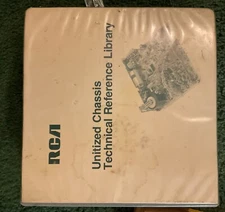 RCA
Unitized Chassis
Technical Reference Library